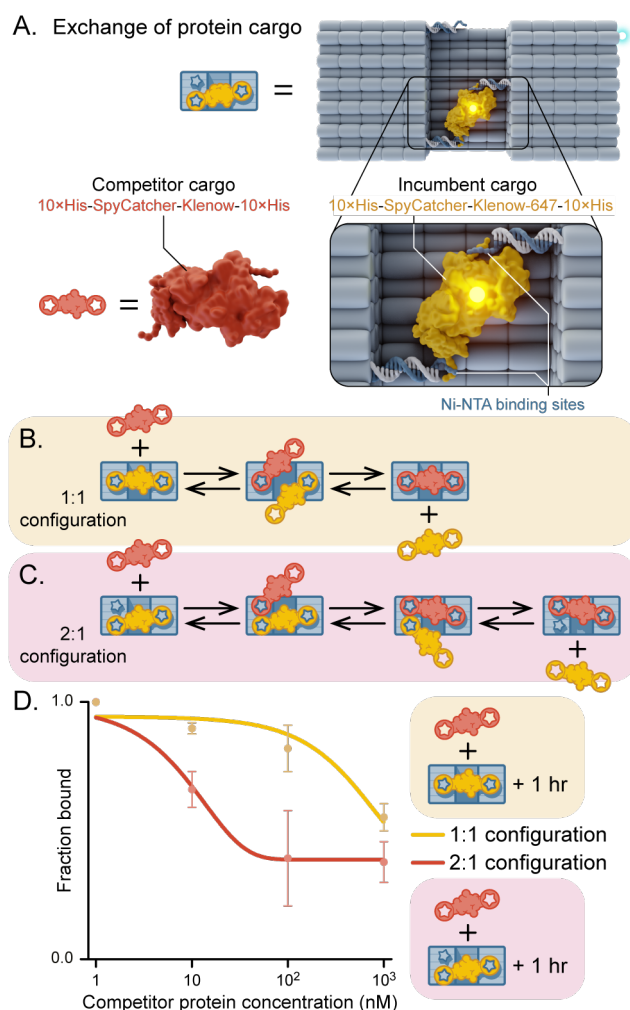 A. Exchange of protein cargo
=
Competitor cargo
10×His-SpyCatcher-Klenow-10×His
Incumbent cargo
10×His-SpyCatcher-Klenow-647-10×His
=
Ni-NTA binding sites
B.
+
1:1
configuration
+
C.
+
2:1
configuration
+
D.
1.0
0.0
Fraction bound
1
10
10²
10³
Competitor protein concentration (nM)
+
+ 1 hr
1:1 configuration
2:1 configuration
+
+ 1 hr